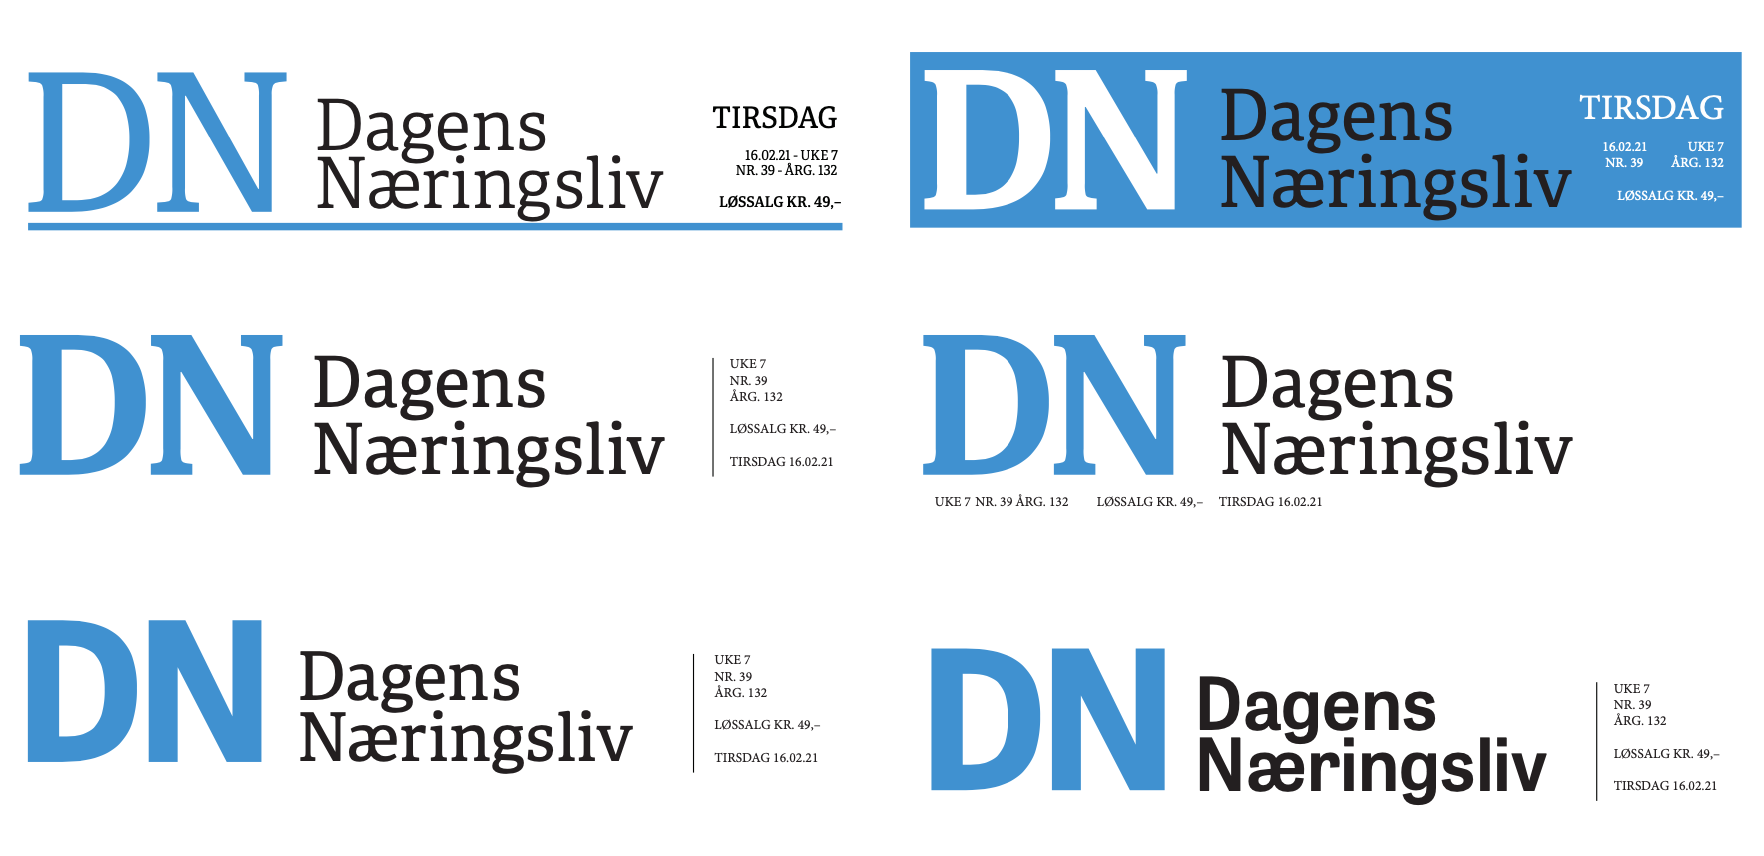 DN
Dagens
Næringsliv
TIRSDAG
16.02.21 - UKE 7
NR. 39 - ÅRG. 132
LØSSALG KR. 49,–
DN
Dagens
Næringsliv
TIRSDAG
16.02.21 UKE 7
NR. 39 ÅRG. 132
LØSSALG KR. 49,–
DN
Dagens
Næringsliv
UKE 7
NR. 39
ÅRG. 132
LØSSALG KR. 49,–
TIRSDAG 16.02.21
DN
Dagens
Næringsliv
UKE 7 NR. 39 ÅRG. 132 LØSSALG KR. 49,– TIRSDAG 16.02.21
DN
Dagens
Næringsliv
UKE 7
NR. 39
ÅRG. 132
LØSSALG KR. 49,–
TIRSDAG 16.02.21
DN
Dagens
Næringsliv
UKE 7
NR. 39
ÅRG. 132
LØSSALG KR. 49,–
TIRSDAG 16.02.21